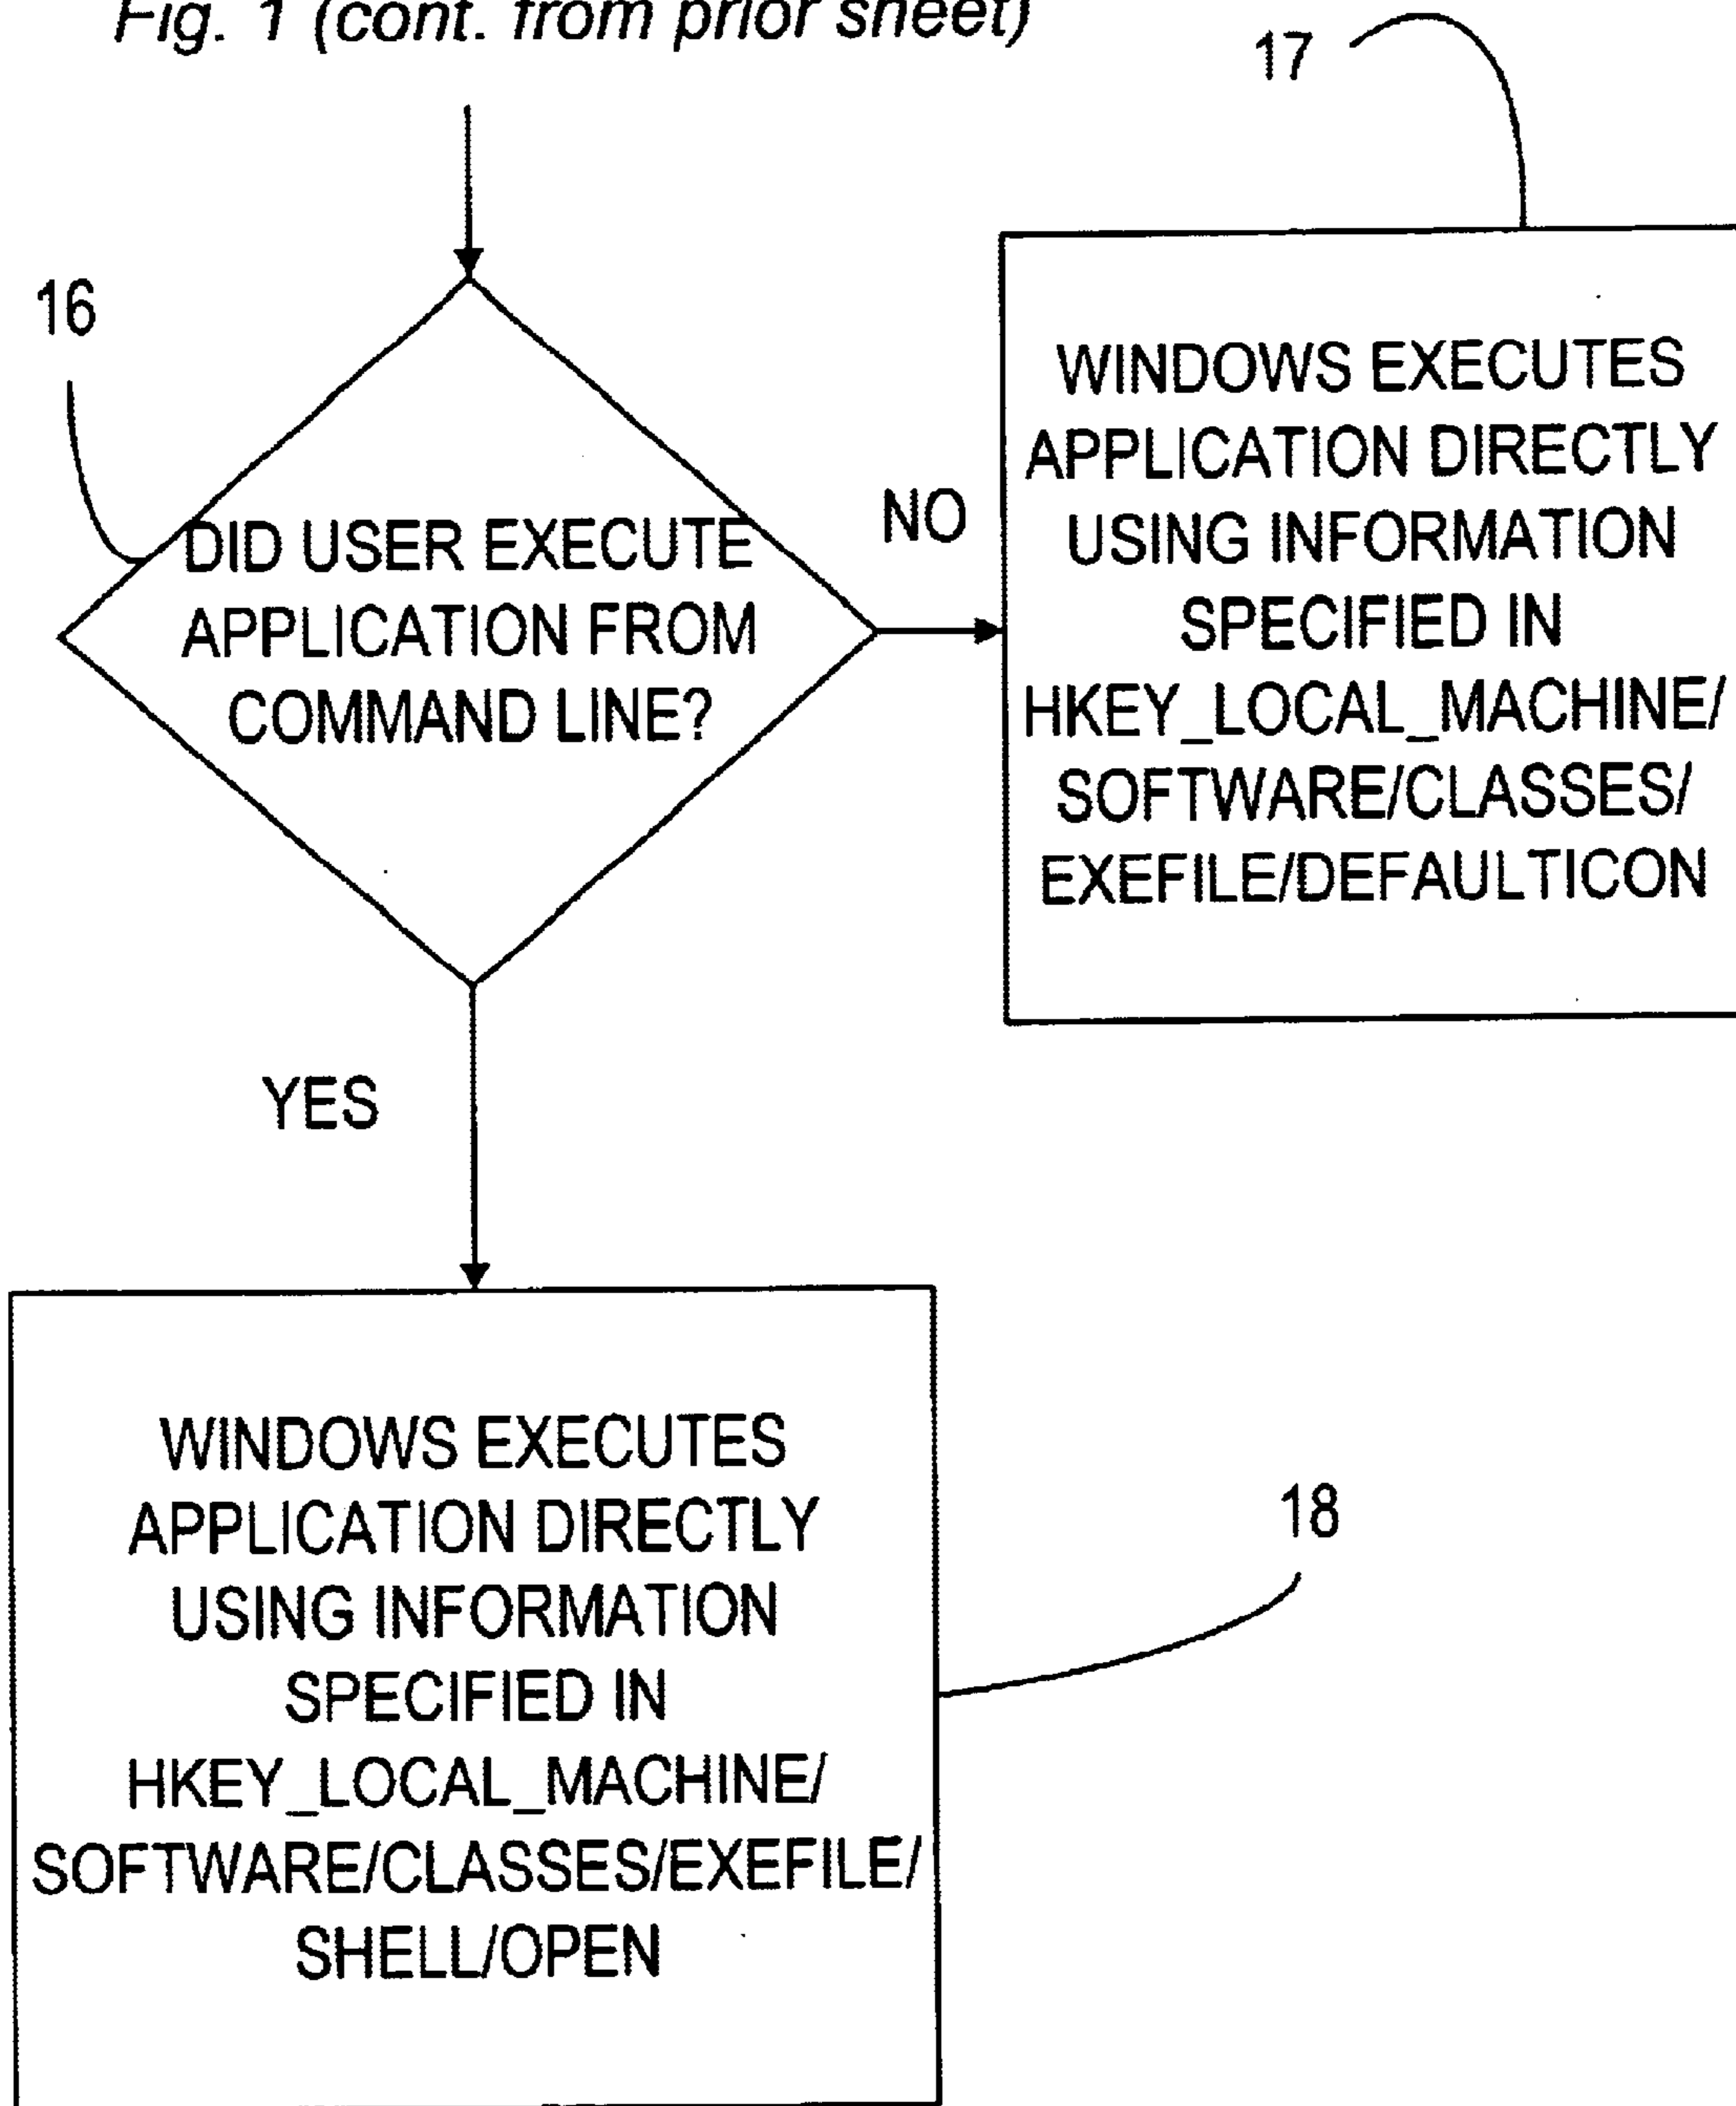 Fig. 1 (cont. from prior sheet)
17
16
DID USER EXECUTE
APPLICATION FROM
COMMAND LINE?
NO
WINDOWS EXECUTES
APPLICATION DIRECTLY
USING INFORMATION
SPECIFIED IN
HKEY_LOCAL_MACHINE/
SOFTWARE/CLASSES/
EXEFILE/DEFAULTICON
YES
WINDOWS EXECUTES
APPLICATION DIRECTLY
USING INFORMATION
SPECIFIED IN
HKEY_LOCAL_MACHINE/
SOFTWARE/CLASSES/EXEFILE/
SHELL/OPEN
18